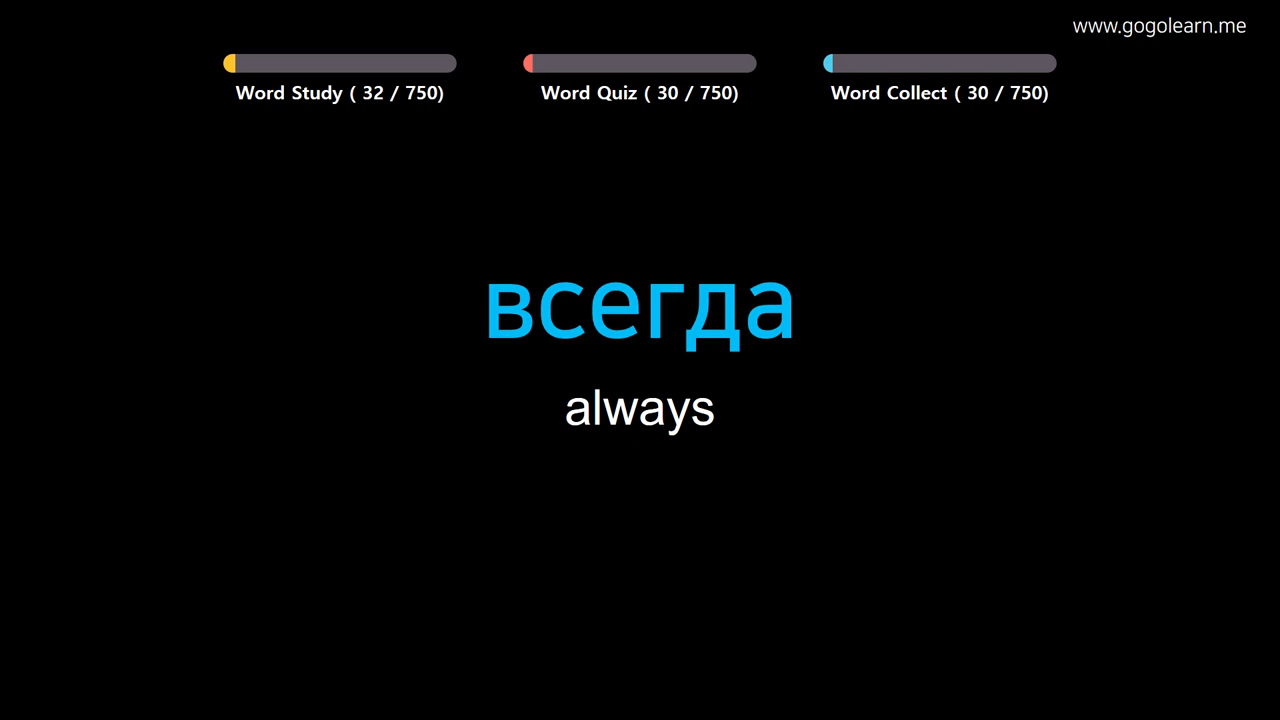 www.gogolearn.me
Word Study ( 32 / 750)
Word Quiz ( 30 / 750)
Word Collect ( 30 / 750)
всегда
always